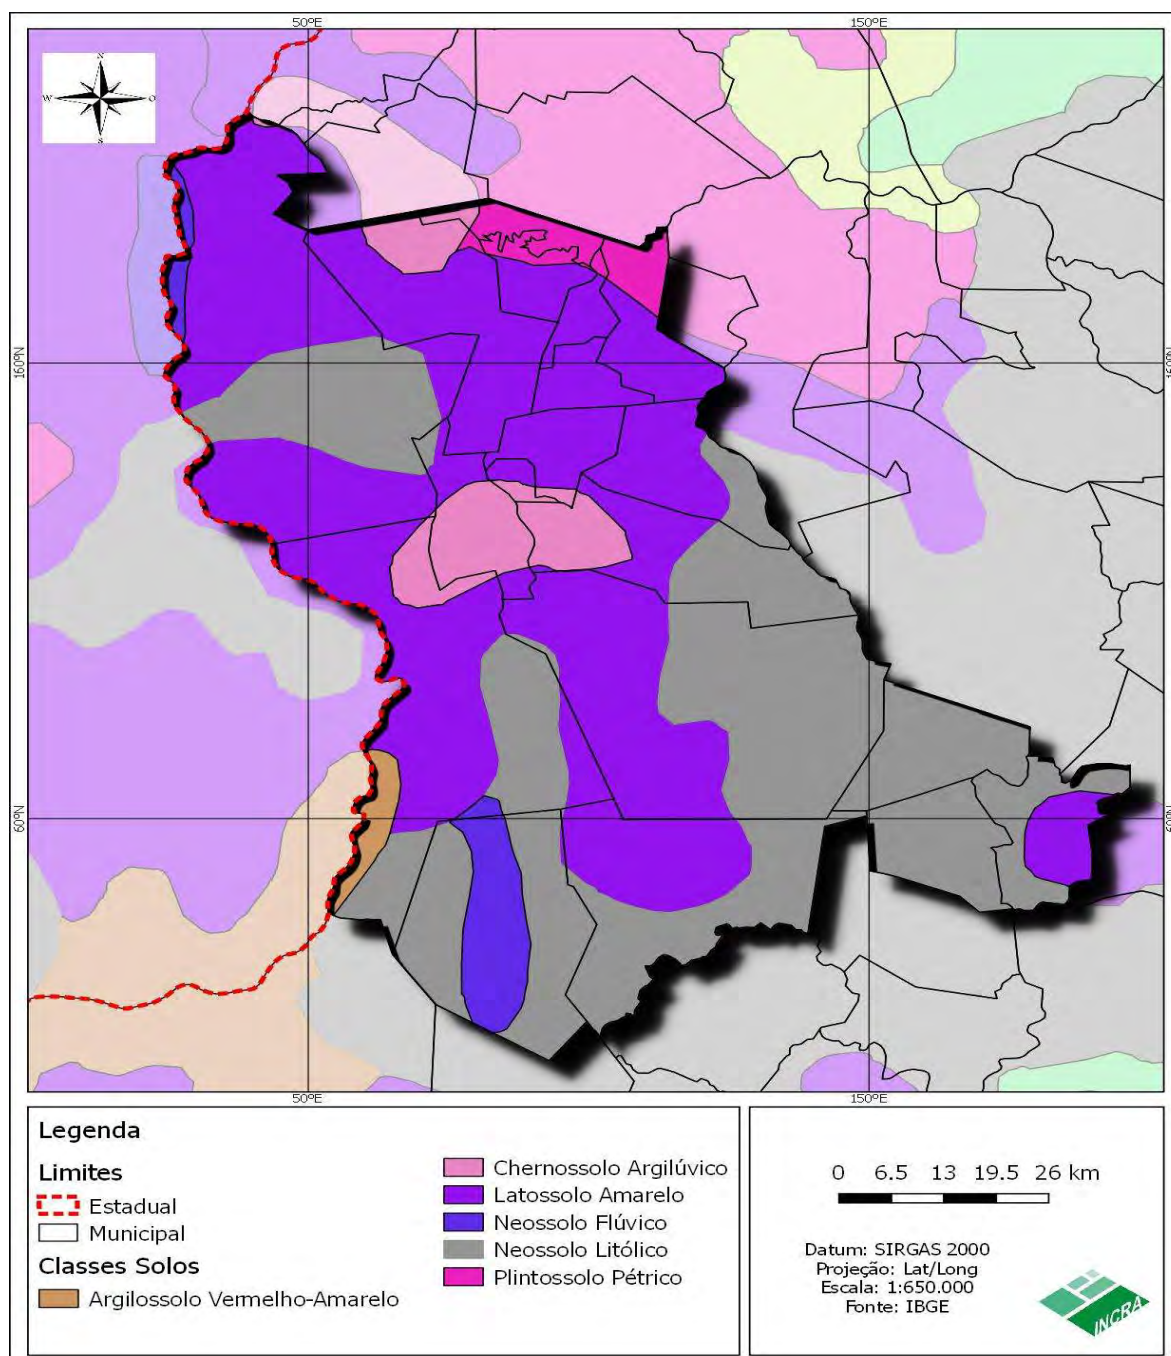 50ºE
150ºE
N
W
O
S
160ºN
160ºN
60ºN
60ºN
50ºE
150ºE
Legenda
Limites
Estadual
Municipal
Classes Solos
Argilossolo Vermelho-Amarelo
Chernossolo Argilúvico
Latossolo Amarelo
Neossolo Flúvico
Neossolo Litólico
Plintossolo Pétrico
0 6.5 13 19.5 26 km
Datum: SIRGAS 2000
Projeção: Lat/Long
Escala: 1:650.000
Fonte: IBGE
INCRA